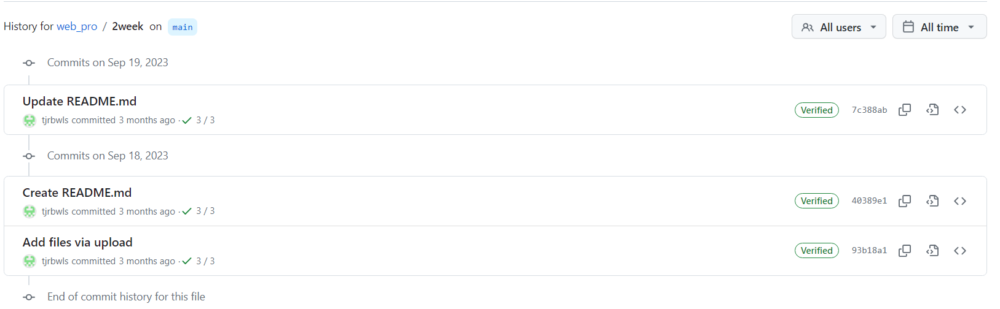 History for web_pro / 2week on main
All users
All time
Commits on Sep 19, 2023
Update README.md
tjrbwls committed 3 months ago · 3 / 3
Verified
7c388ab
Commits on Sep 18, 2023
Create README.md
tjrbwls committed 3 months ago · 3 / 3
Verified
40389e1
Add files via upload
tjrbwls committed 3 months ago · 3 / 3
Verified
93b18a1
End of commit history for this file